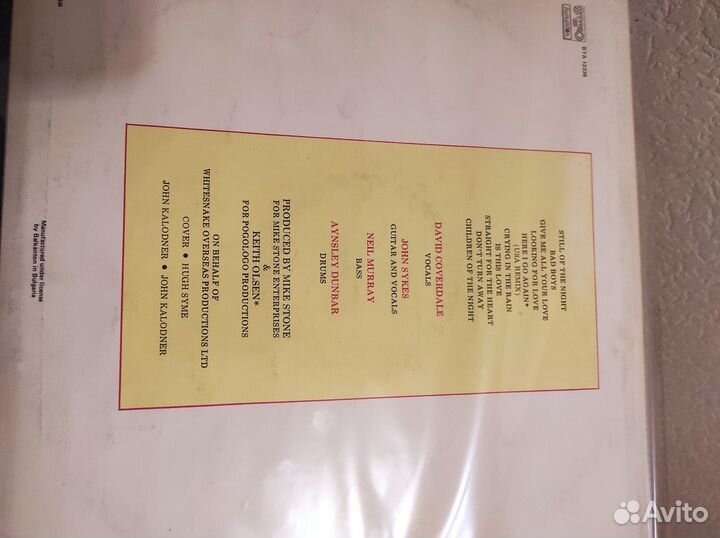 BTA 12336
STILL OF THE NIGHT
BAD BOYS
GIVE ME ALL YOUR LOVE
LOOKING FOR LOVE
HERE I GO AGAIN*
(USA REMIX)
CRYING IN THE RAIN
IS THIS LOVE
STRAIGHT FOR THE HEART
DON'T TURN AWAY
CHILDREN OF THE NIGHT
DAVID COVERDALE
VOCALS
JOHN SYKES
GUITAR AND VOCALS
NEIL MURRAY
BASS
AYNSLEY DUNBAR
DRUMS
PRODUCED BY MIKE STONE
FOR MIKE STONE ENTERPRISES
&
KEITH OLSEN*
FOR POGOLOGO PRODUCTIONS
ON BEHALF OF
WHITESNAKE OVERSEAS PRODUCTIONS LTD
COVER • HUGH SYME
JOHN KALODNER • JOHN KALODNER
Manufactured under license
by Balkanton in Bulgaria
Avito